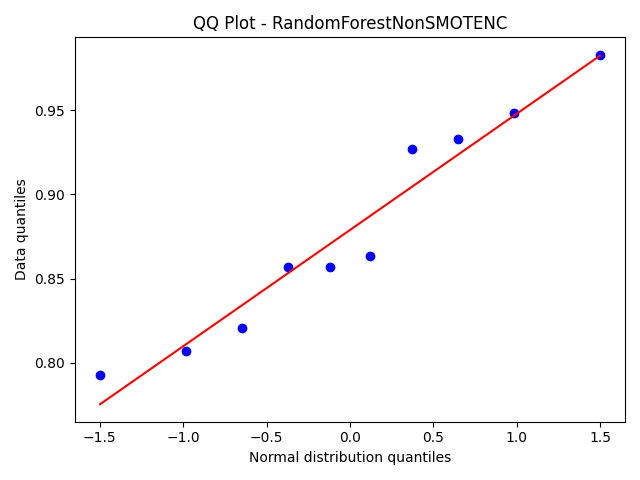 QQ Plot - RandomForestNonSMOTENC
Data quantiles
0.95
0.90
0.85
0.80
−1.5 −1.0 −0.5 0.0 0.5 1.0 1.5
Normal distribution quantiles